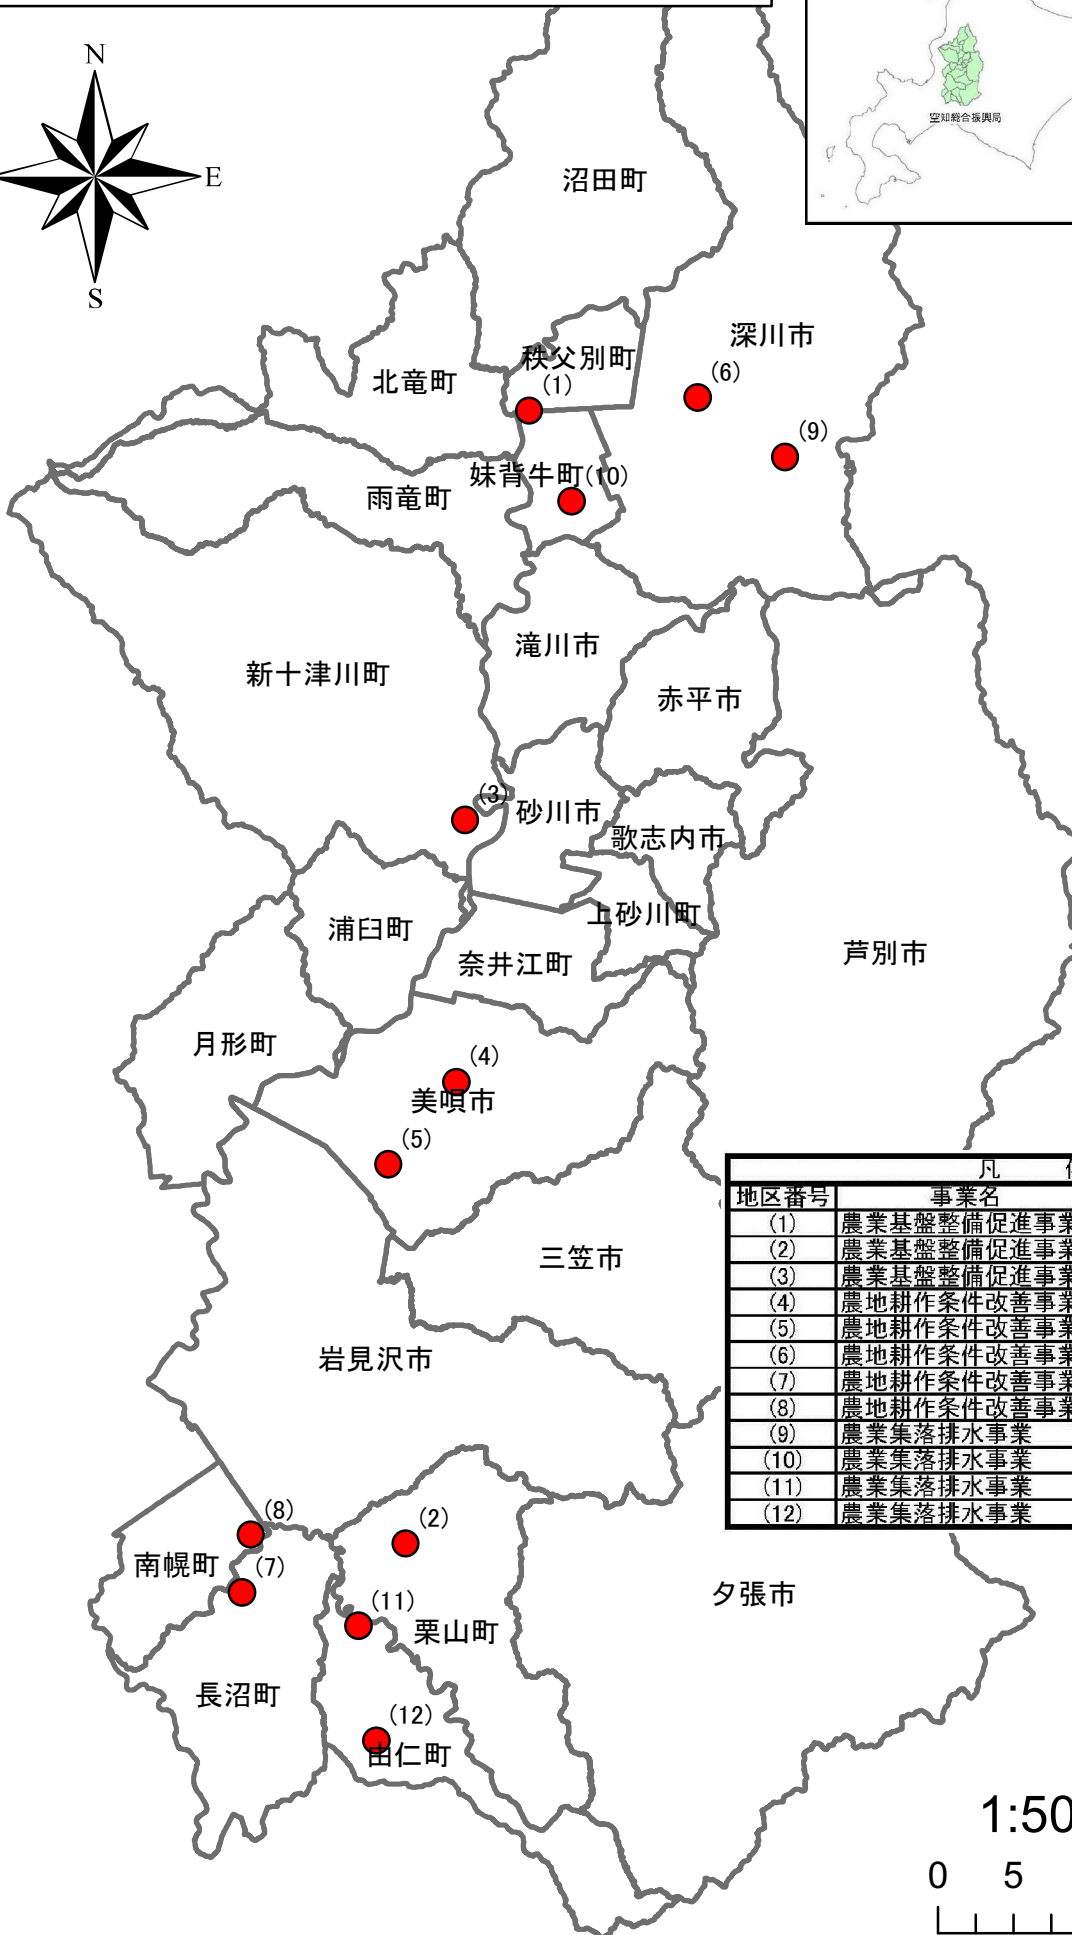 N
E
S
空知総合振興局
沼田町
深川市
秩父別町
北竜町
(1)
(6)
(9)
妹背牛町(10)
雨竜町
滝川市
新十津川町
赤平市
(3)
砂川市
歌志内市
上砂川町
浦臼町
奈井江町
芦別市
月形町
(4)
美唄市
(5)
三笠市
岩見沢市
凡
地区番号 事業名
(1) 農業基盤整備促進事業
(2) 農業基盤整備促進事業
(3) 農業基盤整備促進事業
(4) 農地耕作条件改善事業
(5) 農地耕作条件改善事業
(6) 農地耕作条件改善事業
(7) 農地耕作条件改善事業
(8) 農地耕作条件改善事業
(9) 農業集落排水事業
(10) 農業集落排水事業
(11) 農業集落排水事業
(12) 農業集落排水事業
(8)
(2)
南幌町
(7)
夕張市
(11)
栗山町
長沼町
(12)
由仁町
1:50
0 5